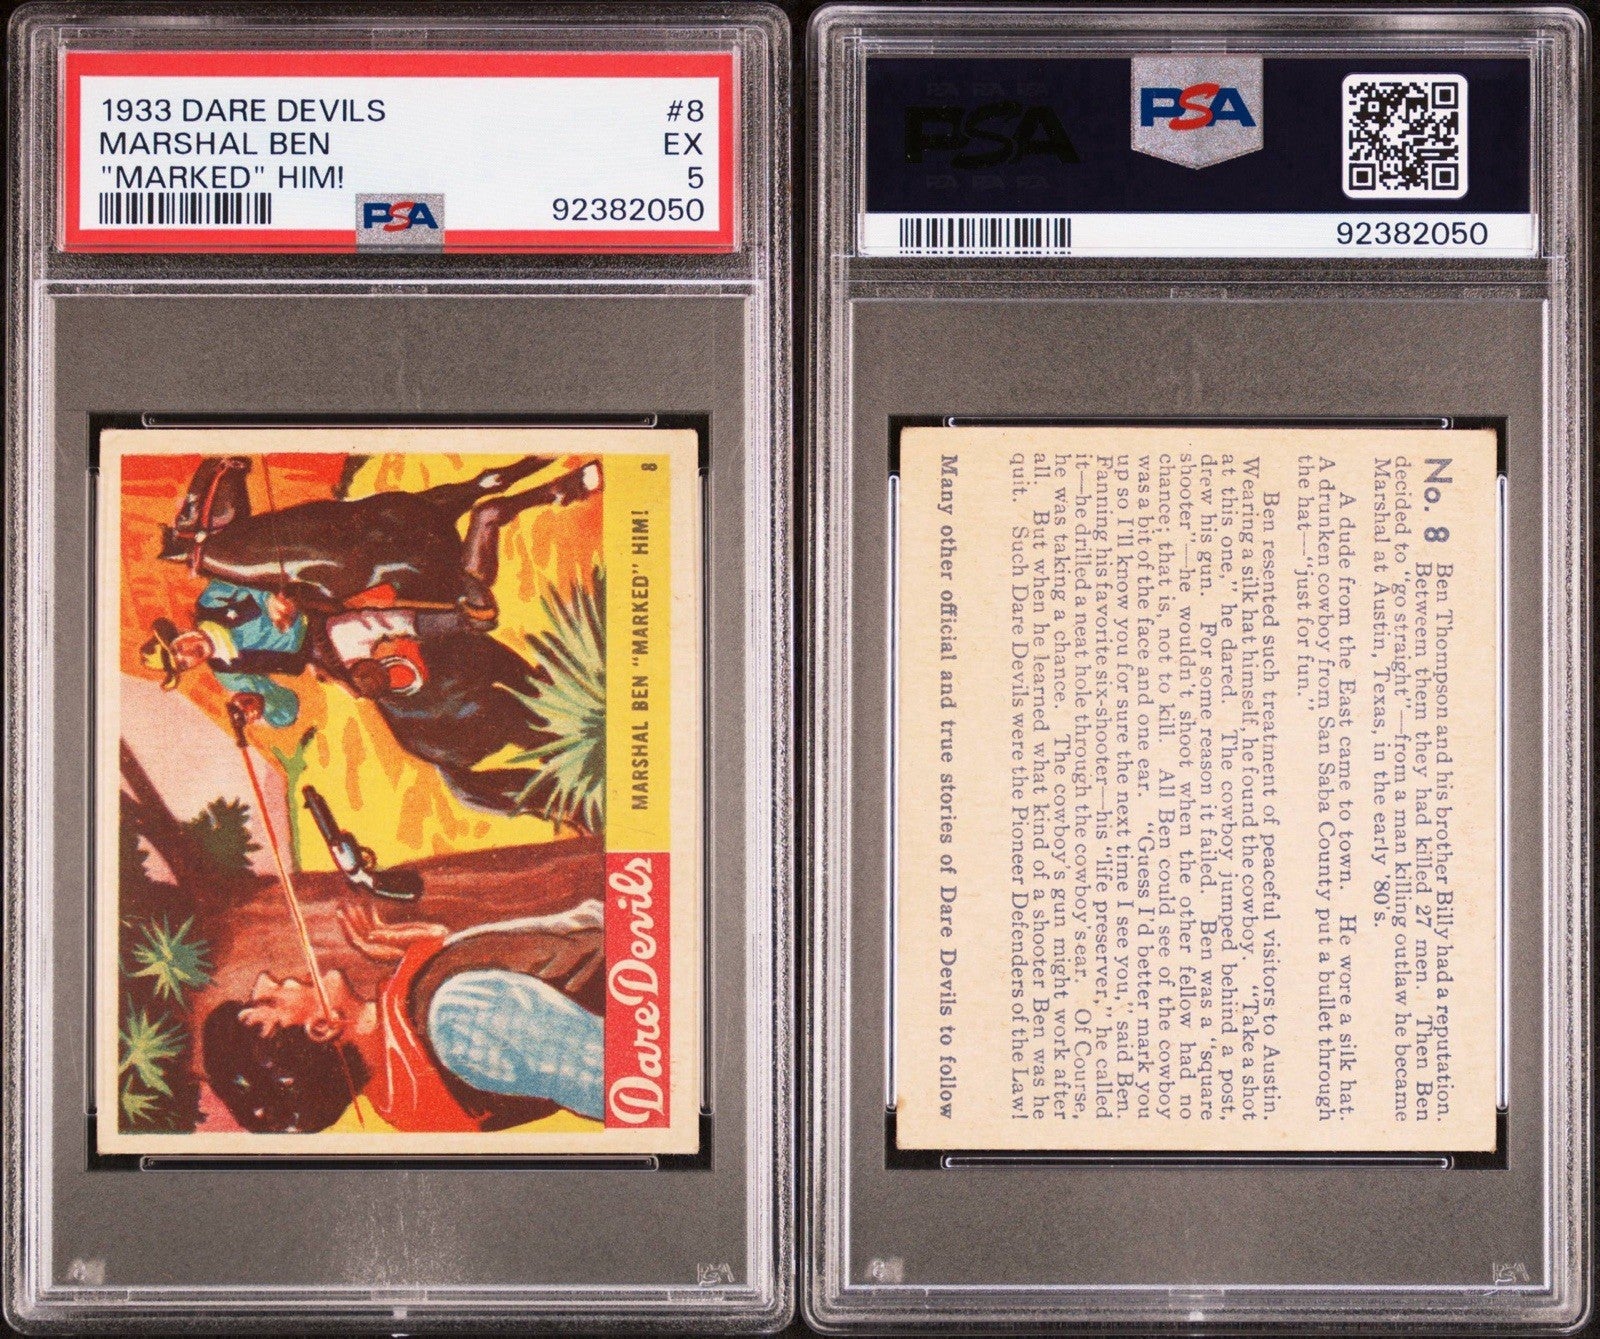 1933 DARE DEVILS #8
MARSHAL BEN EX
"MARKED" HIM! 5
PSA 92382050
MARSHAL BEN "MARKED" HIM! 8
Dare Devils
PSA
PSA
92382050
No. 8 Ben Thompson and his brother Billy had a reputation.
Betweern them they had killed 27 men. Then Ben
decided to "go straight"—from a man killing outlaw he became
Marshal at Austin, Texas, in the early '80's.
A dude from the East came to town. He wore a silk hat.
A drunken cowboy from San Saba County put a bullet through
the hat—"just for fun."
Ben resented such treatment of peaceful visitors to Austin.
Wearing a silk hat himself, he found the cowboy. "Take a shot
at this one," he dared. The cowboy jumped behind a post,
drew his gun. For some reason it failed. Ben was a "square
shooter"—he wouldn't shoot when the other fellow had no
chance; that is, not to kill. All Ben could see of the cowboy
was a bit of the face and one ear. "Guess I'd better mark you
up so I'll know you for sure the next time I see you," said Ben.
Fanning his favorite six-shooter—his "life preserver," he called
it—he drilled a neat hole through the cowboy's ear. Of Course,
he was taking a chance. The cowboy's gun might work after
all. But when he learned what kind of a shooter Ben was he
quit. Such Dare Devils were the Pioneer Defenders of the Law!
Many other official and true stories of Dare Devils to follow